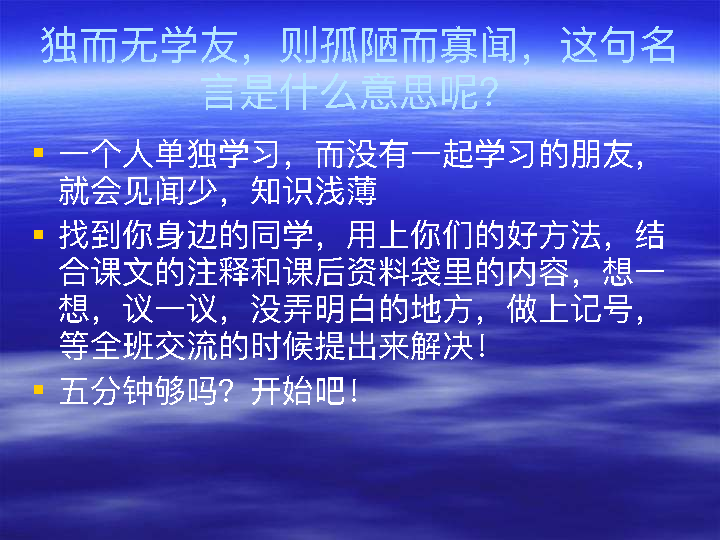 独而无学友，则孤陋而寡闻，这句名
言是什么意思呢？
一个人单独学习，而没有一起学习的朋友，
就会见闻少，知识浅薄
找到你身边的同学，用上你们的好方法，结
合课文的注释和课后资料袋里的内容，想一
想，议一议，没弄明白的地方，做上记号，
等全班交流的时候提出来解决！
五分钟够吗？开始吧！